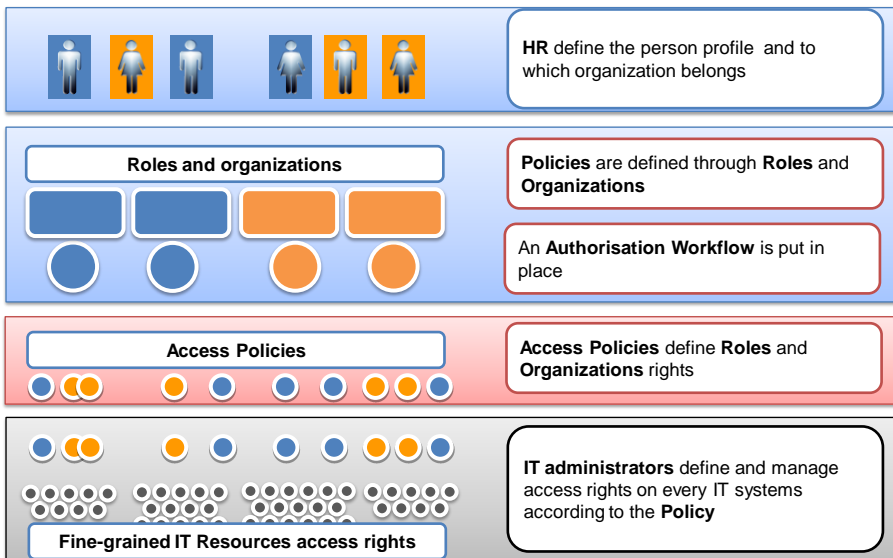 HR define the person profile and to
which organization belongs
Roles and organizations
Policies are defined through Roles and
Organizations
An Authorisation Workflow is put in
place
Access Policies
Access Policies define Roles and
Organizations rights
IT administrators define and manage
access rights on every IT systems
according to the Policy
Fine-grained IT Resources access rights